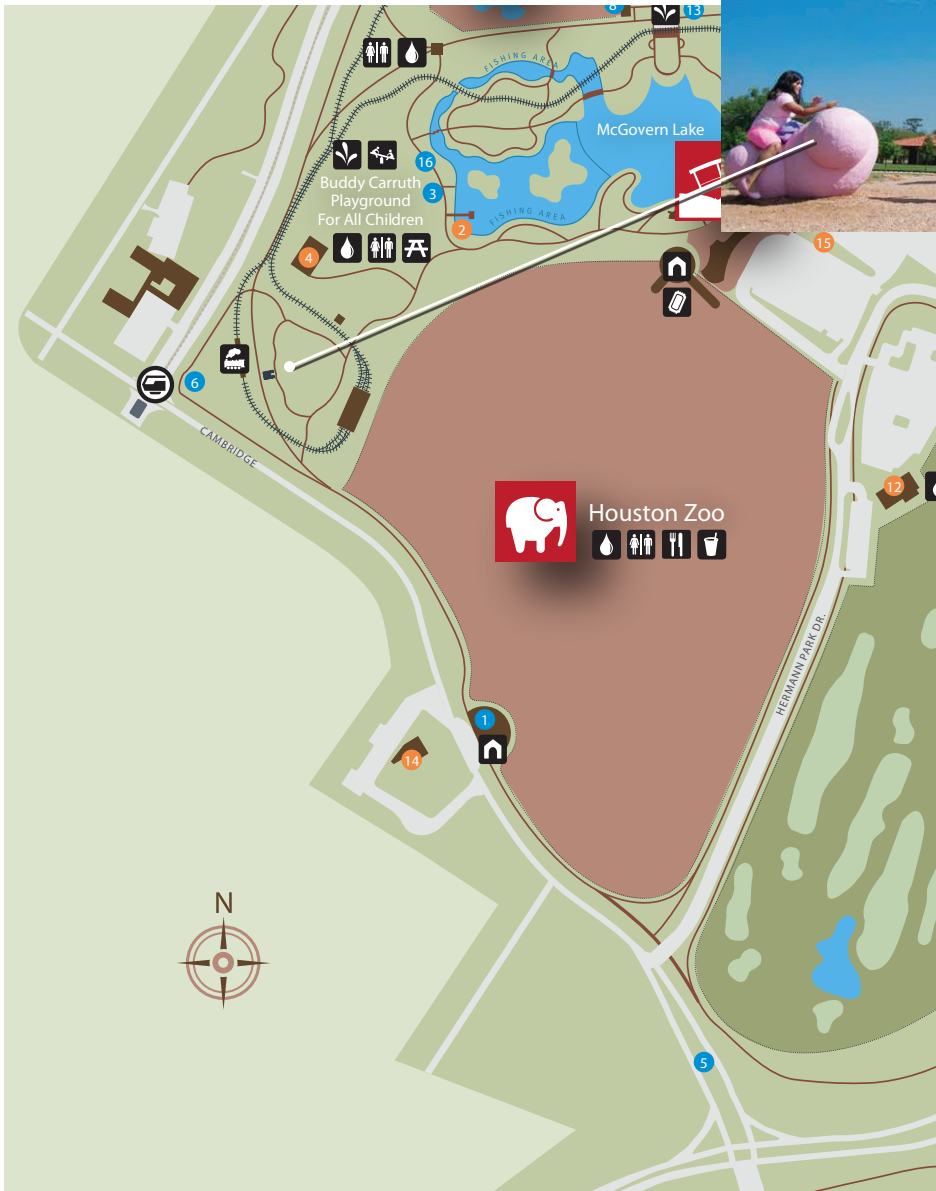 8
13
FISHING AREA
McGovern Lake
16
Buddy Carruth
Playground
For All Children
3
FISHING AREA
2
15
4
6
CAMBRIDGE
12
Houston Zoo
HERMANN PARK DR.
1
14
N
5